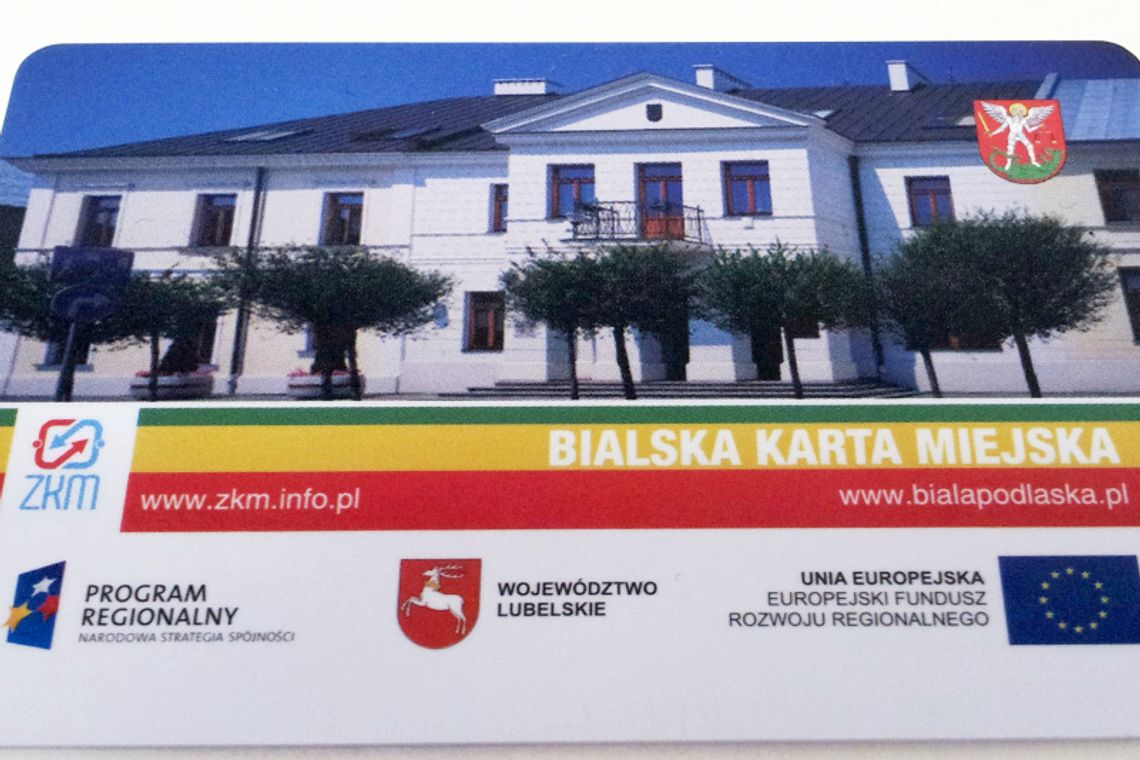 BIALSKA KARTA MIEJSKA
ZKM
www.zkm.info.pl
www.bialapodlaska.pl
PROGRAM
REGIONALNY
NARODOWA STRATEGIA SPÓJNOŚCI
WOJEWÓDZTWO
LUBELSKIE
UNIA EUROPEJSKA
EUROPEJSKI FUNDUSZ
ROZWOJU REGIONALNEGO